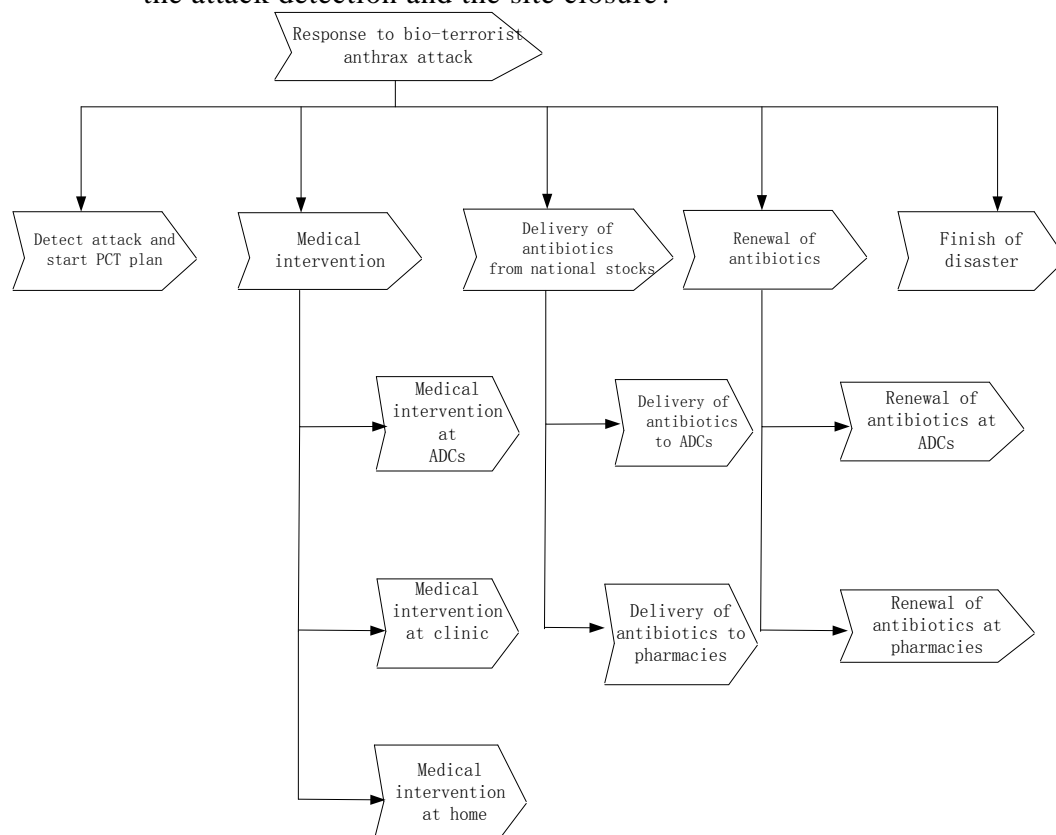 the attack detection and the site closure?
Response to bio-terrorist
anthrax attack
Detect attack and
start PCT plan
Medical
intervention
Delivery of
antibiotics
from national stocks
Renewal of
antibiotics
Finish of
disaster
Medical
intervention
at
ADCs
Delivery of
antibiotics
to ADCs
Renewal of
antibiotics at
ADCs
Medical
intervention
at clinic
Delivery of
antibiotics to
pharmacies
Renewal of
antibiotics at
pharmacies
Medical
intervention
at home